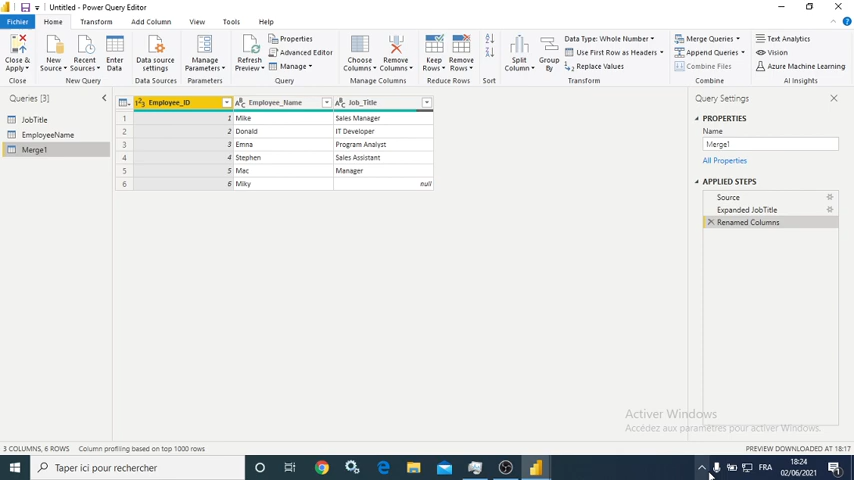 Untitled - Power Query Editor
Fichier Home Transform Add Column View Tools Help
Close & Apply
New Source
Recent Sources
Enter Data
Data source settings
Manage Parameters
Refresh Preview
Properties
Advanced Editor
Manage
Choose Columns
Remove Columns
Keep Rows
Remove Rows
Split Column
Group By
Data Type: Whole Number
Use First Row as Headers
Replace Values
Merge Queries
Append Queries
Combine Files
Text Analytics
Vision
Azure Machine Learning
Close New Query Data Sources Parameters Query Manage Columns Reduce Rows Sort Transform Combine AI Insights
Queries [3]
JobTitle
EmployeeName
Merge1
Employee_ID Employee_Name Job_Title
1 1 Mike Sales Manager
2 2 Donald IT Developer
3 3 Emna Program Analyst
4 4 Stephen Sales Assistant
5 5 Mac Manager
6 6 Miky null
Query Settings
PROPERTIES
Name
Merge1
All Properties
APPLIED STEPS
Source
Expanded JobTitle
Renamed Columns
Activer Windows
Accédez aux paramètres pour activer Windows.
3 COLUMNS, 6 ROWS Column profiling based on top 1000 rows PREVIEW DOWNLOADED AT 18:17
Taper ici pour rechercher
FRA
18:24
02/06/2021